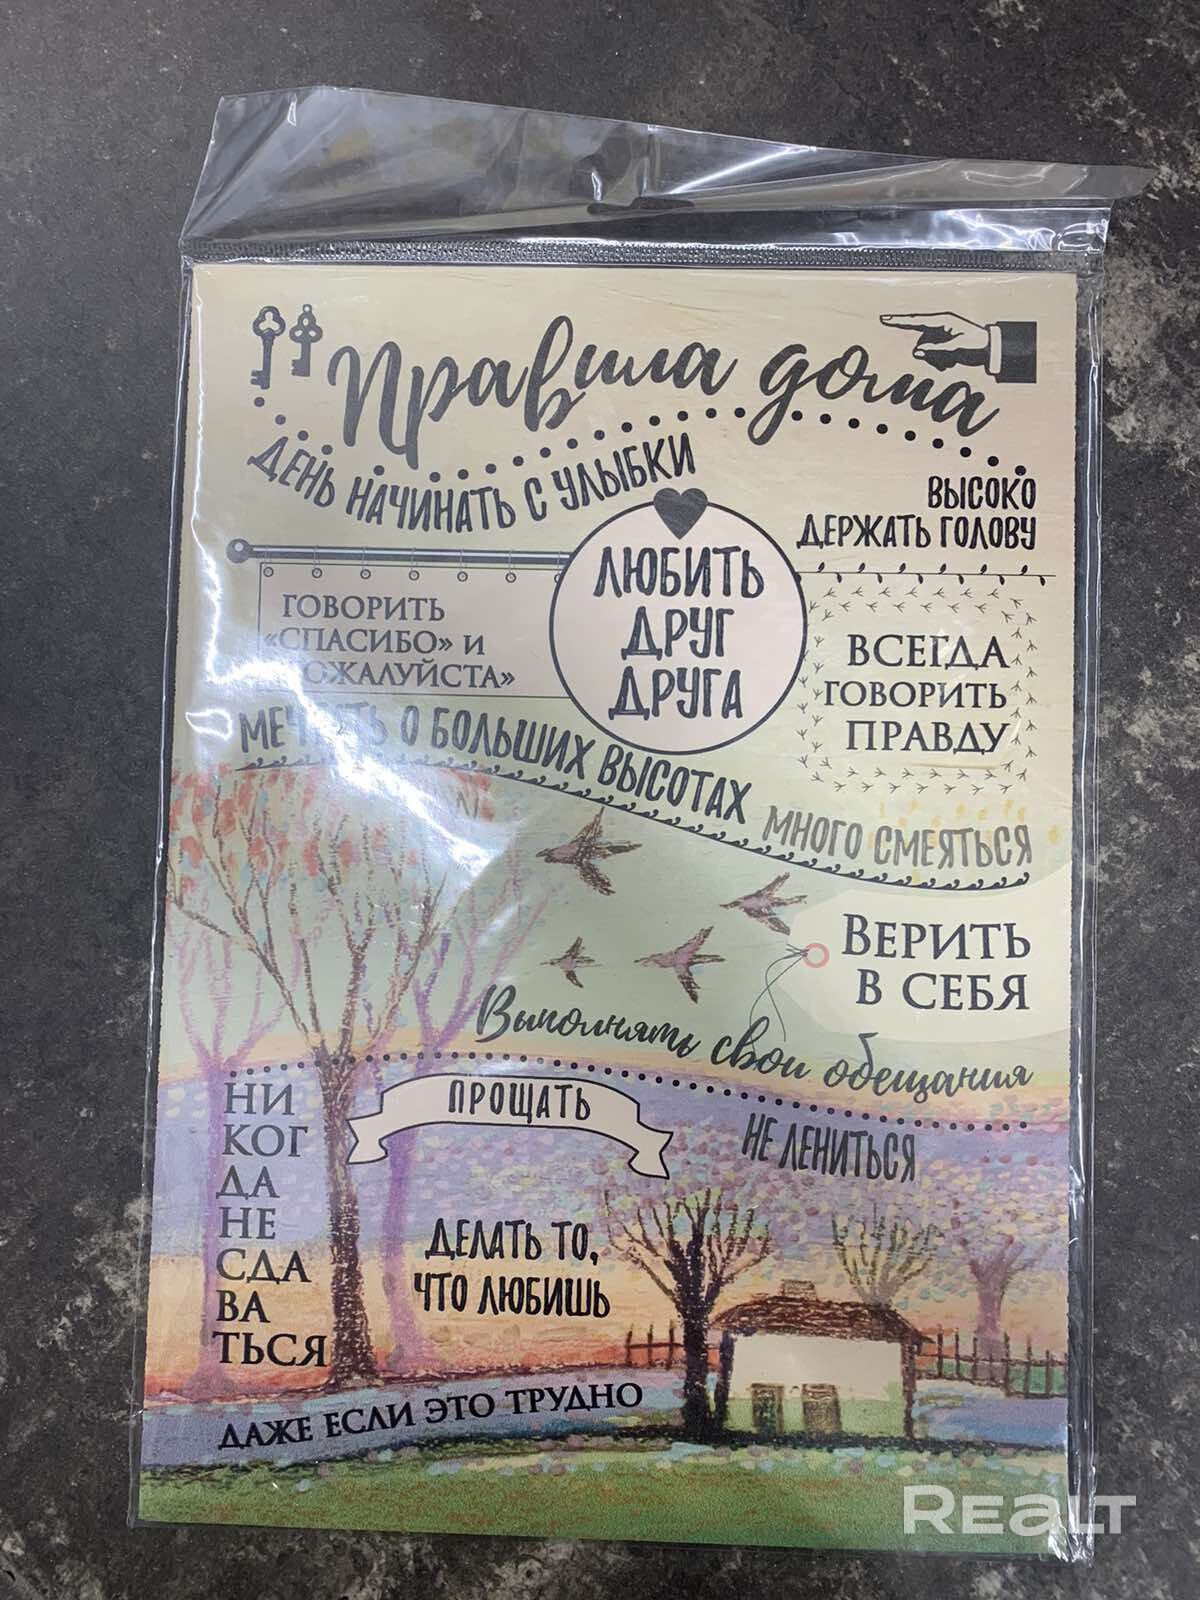 Правила дома
ДЕНЬ НАЧИНАТЬ С УЛЫБКИ
ВЫСОКО
ДЕРЖАТЬ ГОЛОВУ
ЛЮБИТЬ
ДРУГ
ДРУГА
ГОВОРИТЬ
«СПАСИБО» И
ПОЖАЛУЙСТА»
ВСЕГДА
ГОВОРИТЬ
ПРАВДУ
МЕЧТАТЬ О БОЛЬШИХ ВЫСОТАХ
МНОГО СМЕЯТЬСЯ
ВЕРИТЬ
В СЕБЯ
Выполнять свои обещания
ПРОЩАТЬ
НЕ ЛЕНИТЬСЯ
НИ
КОГ
ДА
НЕ
СДА
ВА
ТЬСЯ
ДЕЛАТЬ ТО,
ЧТО ЛЮБИШЬ
ДАЖЕ ЕСЛИ ЭТО ТРУДНО
REALT